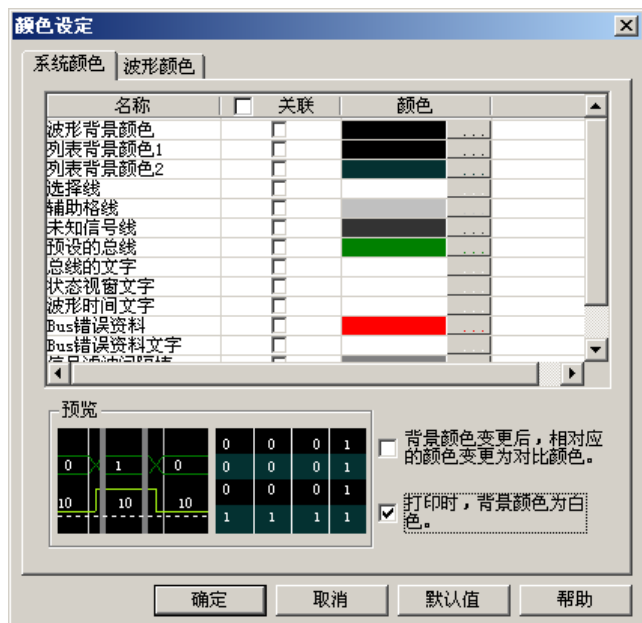 颜色设定
系统颜色 波形颜色
名称 关联 颜色
波形背景颜色 ...
列表背景颜色1 ...
列表背景颜色2 ...
选择线 ...
辅助格线 ...
未知信号线 ...
预设的总线 ...
总线的文字 ...
状态视窗文字 ...
波形时间文字 ...
Bus错误资料 ...
Bus错误资料文字 ...
预览
0 1 0
10 10 10
0 0 0 1
0 0 0 1
0 0 0 1
1 1 1 1
背景颜色变更后，相对应
的颜色变更为对比颜色。
打印时，背景颜色为白
色。
确定 取消 默认值 帮助